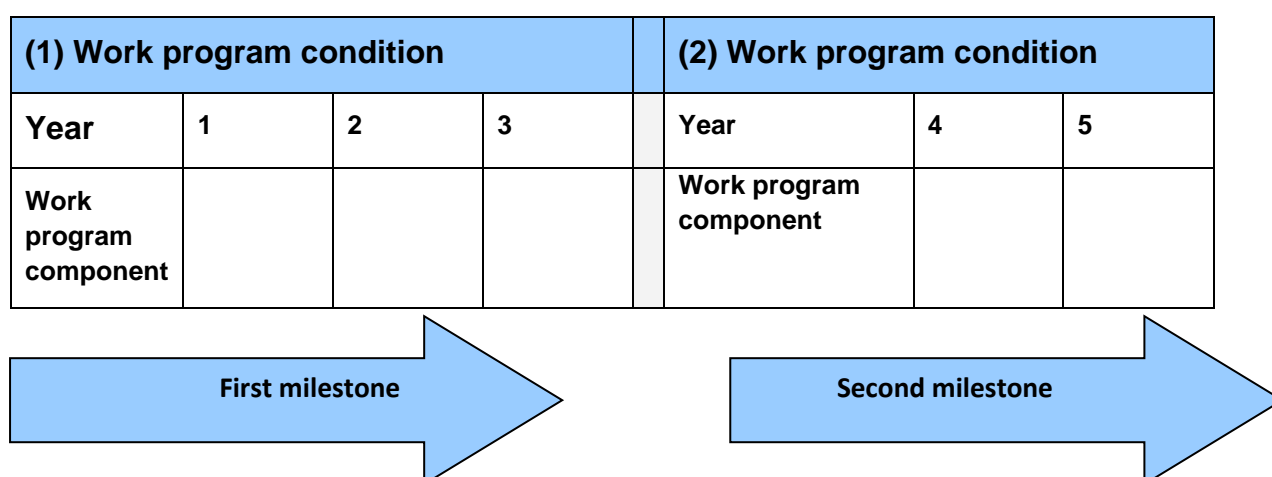 (1) Work program condition
(2) Work program condition
Year 1 2 3
Year 4 5
Work
program
component
Work program
component
First milestone
Second milestone